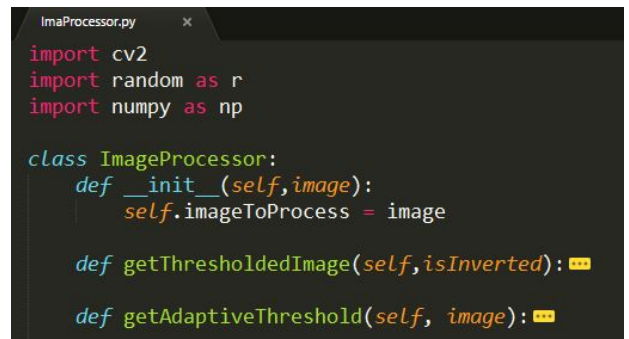 ImaProcessor.py ×
import cv2
import random as r
import numpy as np
class ImageProcessor:
def __init__(self,image):
self.imageToProcess = image
def getThresholdedImage(self,isInverted):
def getAdaptiveThreshold(self, image):